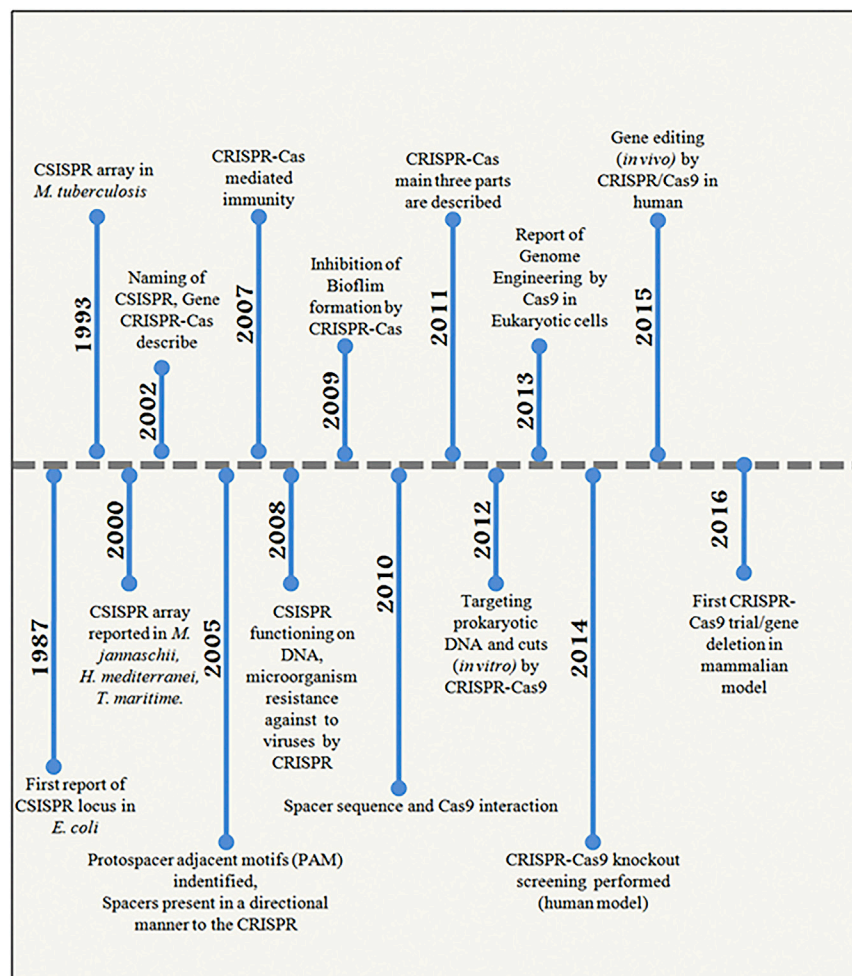 CSISPR array in
M. tuberculosis
1993
Naming of
CSISPR, Gene
CRISPR-Cas
describe
2002
CRISPR-Cas
mediated
immunity
2007
Inhibition of
Bioflim
formation by
CRISPR-Cas
2009
CRISPR-Cas
main three parts
are described
2011
Report of
Genome
Engineering by
Cas9 in
Eukaryotic cells
2013
Gene editing
(in vivo) by
CRISPR/Cas9 in
human
2015
1987
First report of
CSISPR locus in
E. coli
2000
CSISPR array
reported in M.
jannaschii,
H. mediterranei,
T. maritime.
2005
Protospacer adjacent motifs (PAM)
indentified,
Spacers present in a directional
manner to the CRISPR
2008
CSISPR
functioning on
DNA,
microorganism
resistance
against to
viruses by
CRISPR
2010
Spacer sequence and Cas9 interaction
2012
Targeting
prokaryotic
DNA and cuts
(in vitro) by
CRISPR-Cas9
2014
CRISPR-Cas9 knockout
screening performed
(human model)
2016
First CRISPR-
Cas9 trial/gene
deletion in
mammalian
model